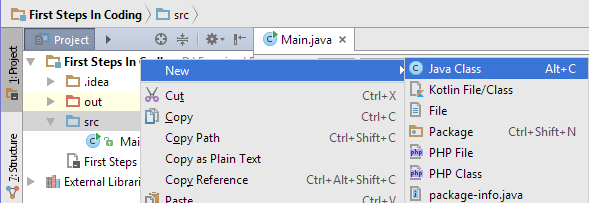 First Steps In Coding src
1: Project
Project
Main.java
First Steps In
.idea
out
src
Mai
First Steps
External Librari
7: Structure
New
Cut Ctrl+X
Copy Ctrl+C
Copy Path Ctrl+Shift+C
Copy as Plain Text
Copy Reference Ctrl+Alt+Shift+C
Paste Ctrl+V
Java Class Alt+C
Kotlin File/Class
File
Package Ctrl+Shift+N
PHP File
PHP Class
package-info.java